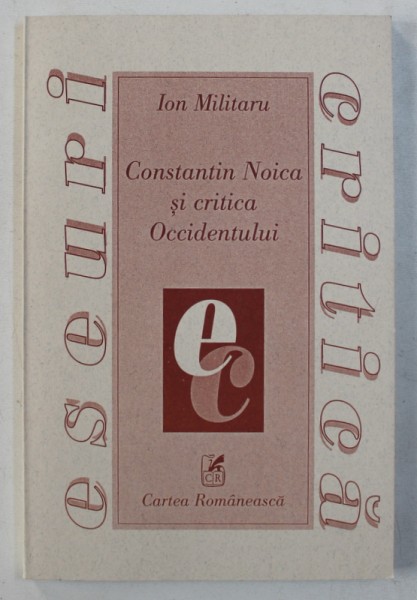 eseuri
critică
Ion Militaru
Constantin Noica
și critica
Occidentului
ec
CR
Cartea Românească